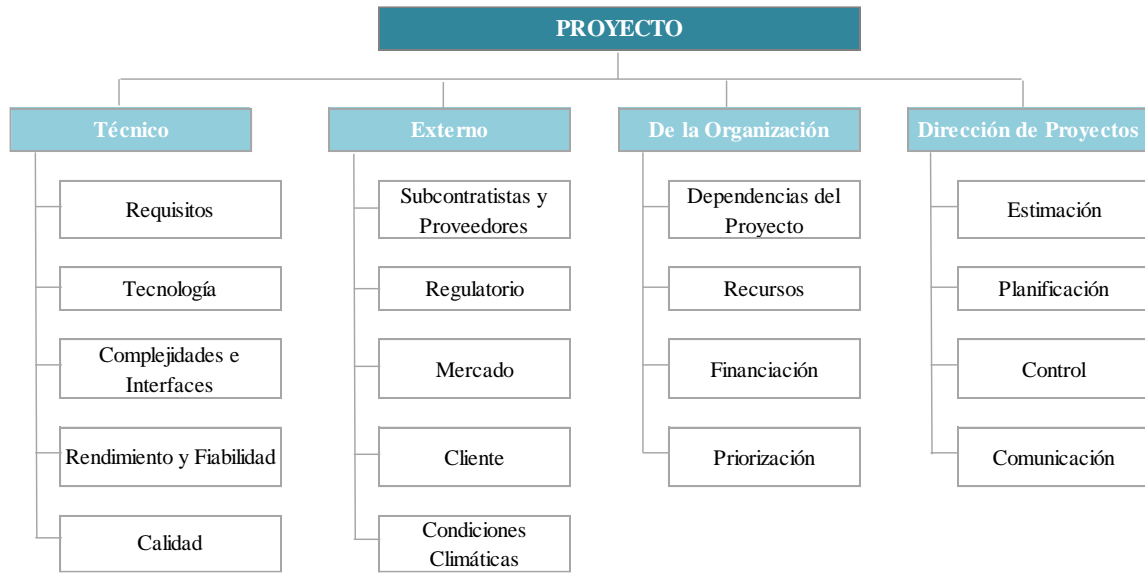 PROYECTO
Técnico
Externo
De la Organización
Dirección de Proyectos
Requisitos
Subcontratistas y
Proveedores
Dependencias del
Proyecto
Estimación
Tecnología
Regulatorio
Recursos
Planificación
Complejidades e
Interfaces
Mercado
Financiación
Control
Rendimiento y Fiabilidad
Cliente
Priorización
Comunicación
Calidad
Condiciones
Climáticas